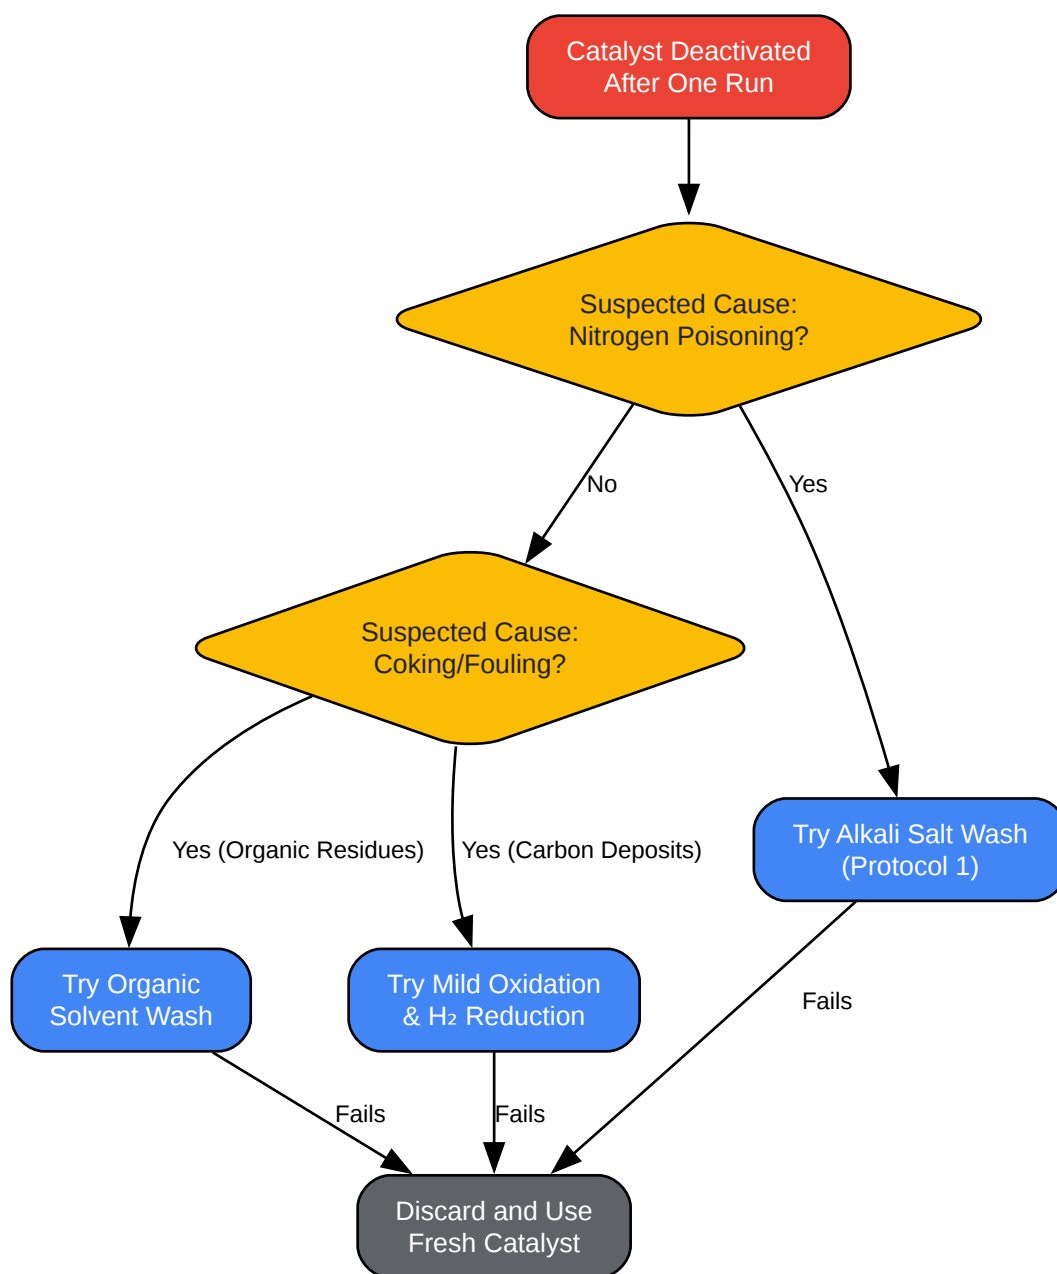 Catalyst Deactivated
After One Run
Suspected Cause:
Nitrogen Poisoning?
No
Yes
Suspected Cause:
Coking/Fouling?
Yes (Organic Residues)
Yes (Carbon Deposits)
Try Alkali Salt Wash
(Protocol 1)
Try Organic
Solvent Wash
Try Mild Oxidation
& H₂ Reduction
Fails
Fails
Fails
Discard and Use
Fresh Catalyst